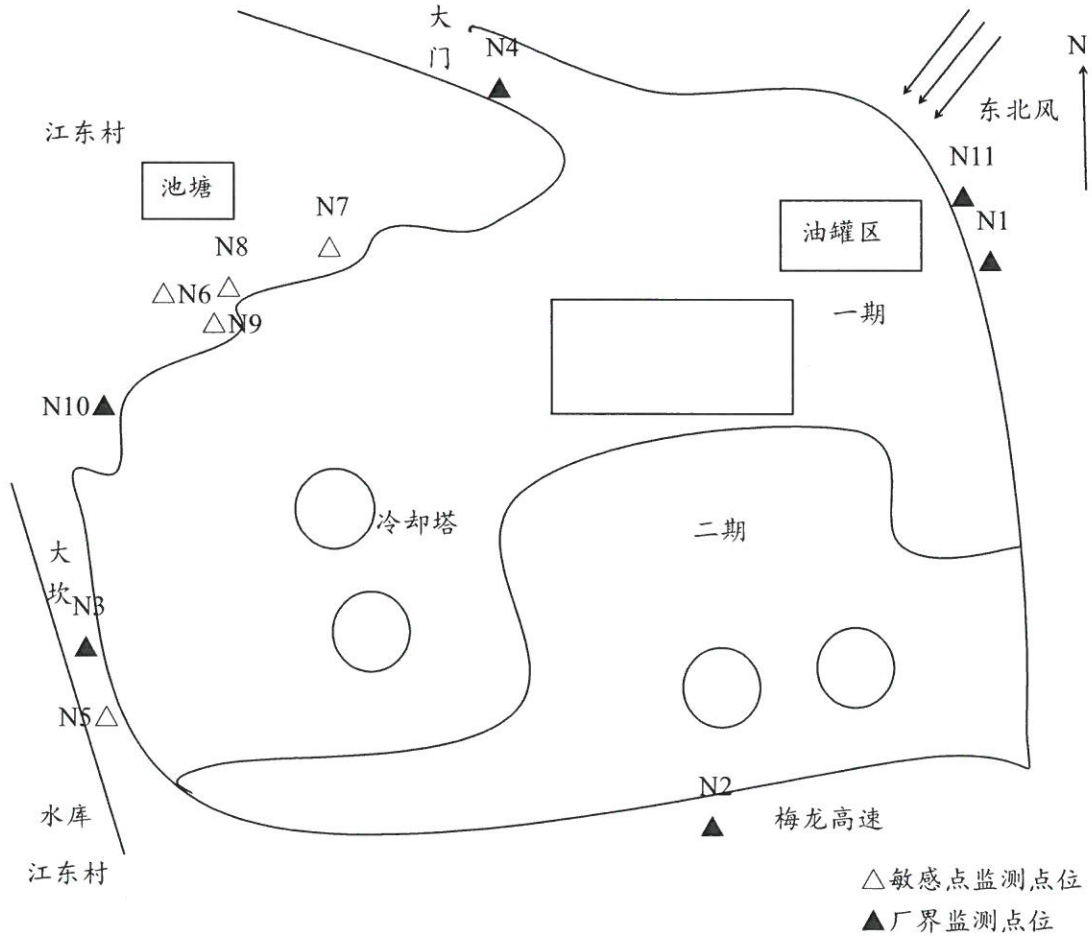 大
门
N4
N
东北风
江东村
N11
池塘
N7
N1
油罐区
N8
N6
N9
一期
N10
冷却塔
二期
大
坎
N3
N5
N2
水库
梅龙高速
江东村
△敏感点监测点位
▲厂界监测点位